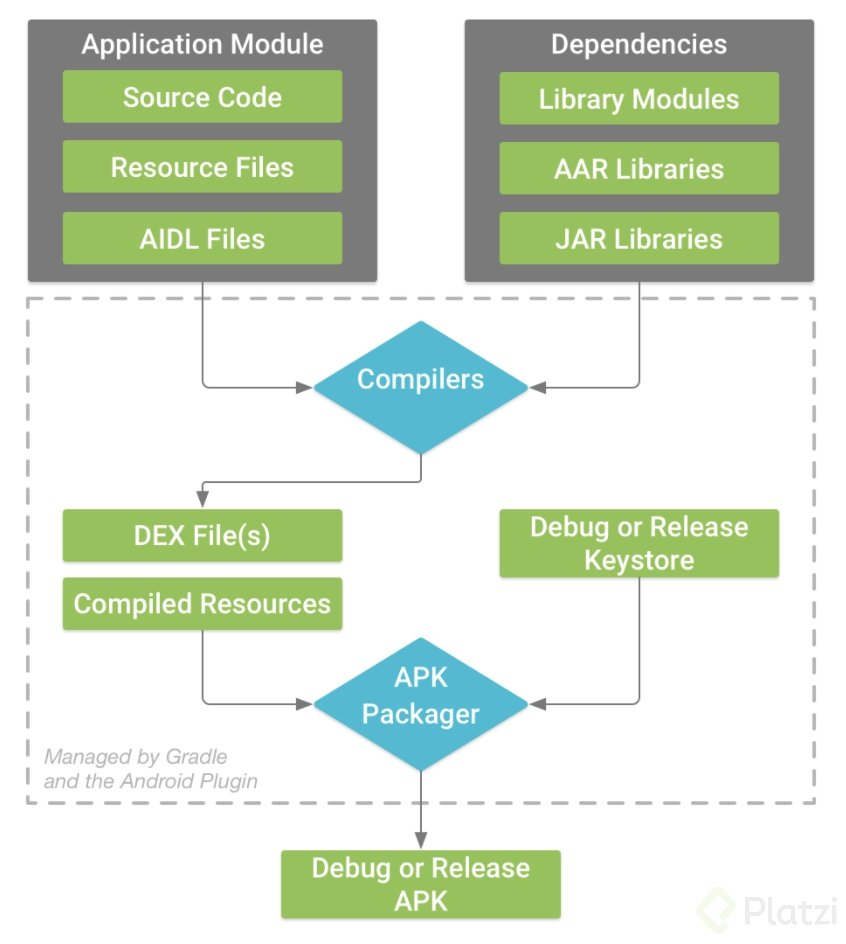 Application Module
Source Code
Resource Files
AIDL Files
Dependencies
Library Modules
AAR Libraries
JAR Libraries
Compilers
DEX File(s)
Compiled Resources
Debug or Release
Keystore
APK
Packager
Managed by Gradle
and the Android Plugin
Debug or Release
APK
Platzi